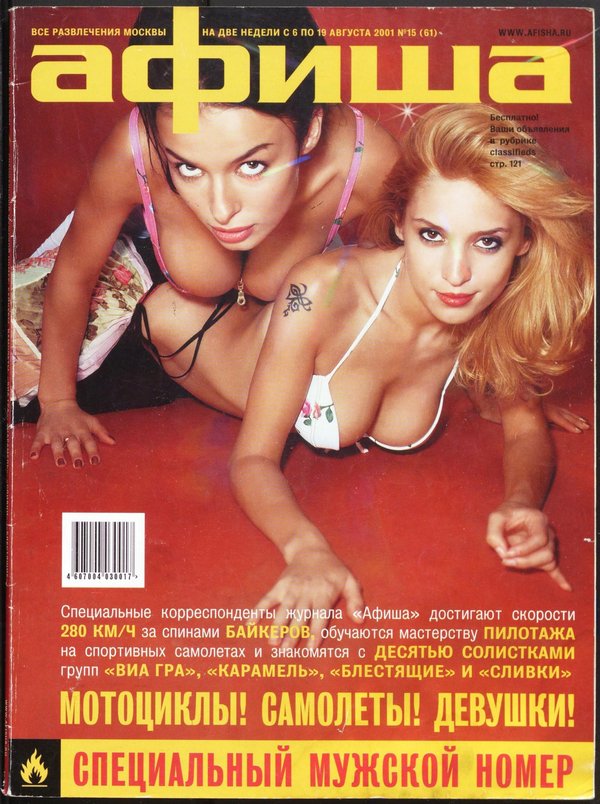 ВСЕ РАЗВЛЕЧЕНИЯ МОСКВЫ НА ДВЕ НЕДЕЛИ С 6 ПО 19 АВГУСТА 2001 №15 (61) WWW.AFISHA.RU
афиша
Бесплатно!
Ваши объявления
в рубрике
classifieds
стр. 121
4 607004 030017 >
Специальные корреспонденты журнала «Афиша» достигают скорости
280 КМ/Ч за спинами БАЙКЕРОВ, обучаются мастерству ПИЛОТАЖА
на спортивных самолетах и знакомятся с ДЕСЯТЬЮ СОЛИСТКАМИ
групп «ВИА ГРА», «КАРАМЕЛЬ», «БЛЕСТЯЩИЕ» И «СЛИВКИ»
МОТОЦИКЛЫ! САМОЛЕТЫ! ДЕВУШКИ!
СПЕЦИАЛЬНЫЙ МУЖСКОЙ НОМЕР